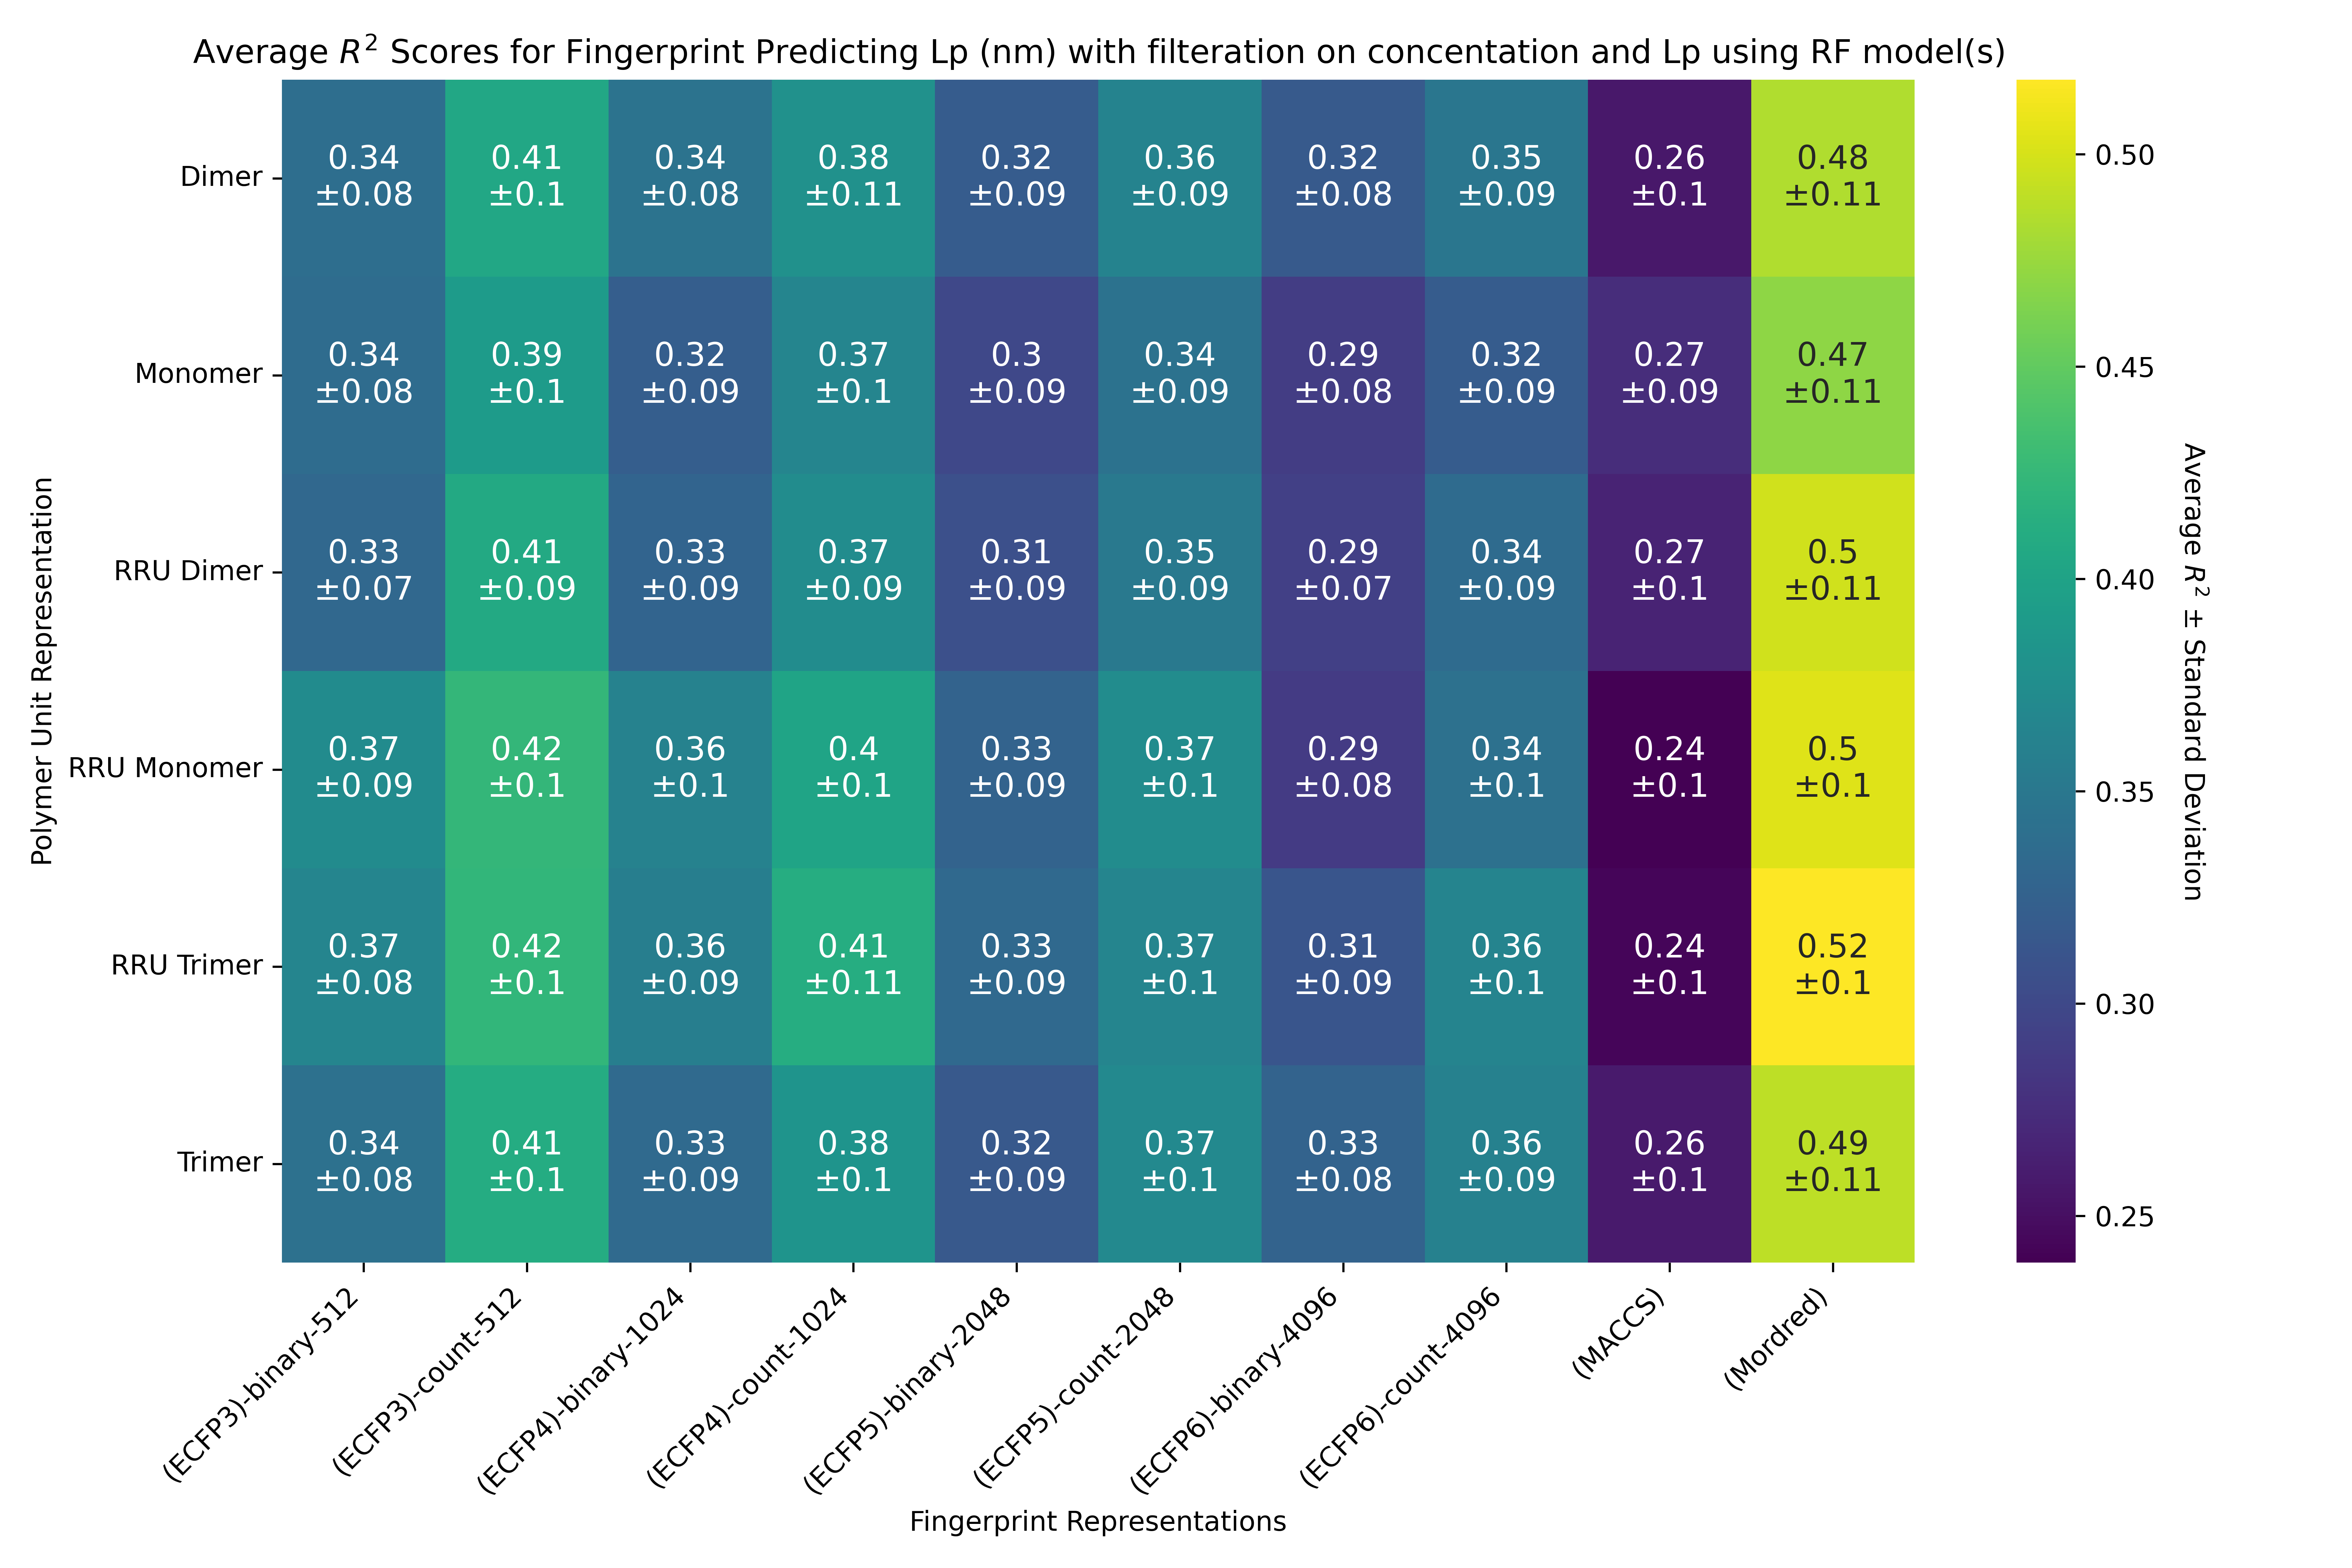 Average R² Scores for Fingerprint Predicting Lp (nm) with filteration on concentation and Lp using RF model(s)
Polymer Unit Representation
Dimer
0.34 0.41 0.34 0.38 0.32 0.36 0.32 0.35 0.26 0.48
±0.08 ±0.1 ±0.08 ±0.11 ±0.09 ±0.09 ±0.08 ±0.09 ±0.1 ±0.11
Monomer
0.34 0.39 0.32 0.37 0.3 0.34 0.29 0.32 0.27 0.47
±0.08 ±0.1 ±0.09 ±0.1 ±0.09 ±0.09 ±0.08 ±0.09 ±0.09 ±0.11
RRU Dimer
0.33 0.41 0.33 0.37 0.31 0.35 0.29 0.34 0.27 0.5
±0.07 ±0.09 ±0.09 ±0.09 ±0.09 ±0.09 ±0.07 ±0.09 ±0.1 ±0.11
RRU Monomer
0.37 0.42 0.36 0.4 0.33 0.37 0.29 0.34 0.24 0.5
±0.09 ±0.1 ±0.1 ±0.1 ±0.09 ±0.1 ±0.08 ±0.1 ±0.1 ±0.1
RRU Trimer
0.37 0.42 0.36 0.41 0.33 0.37 0.31 0.36 0.24 0.52
±0.08 ±0.1 ±0.09 ±0.11 ±0.09 ±0.1 ±0.09 ±0.1 ±0.1 ±0.1
Trimer
0.34 0.41 0.33 0.38 0.32 0.37 0.33 0.36 0.26 0.49
±0.08 ±0.1 ±0.09 ±0.1 ±0.09 ±0.1 ±0.08 ±0.09 ±0.1 ±0.11
(ECFP3)-binary-512
(ECFP3)-count-512
(ECFP4)-binary-1024
(ECFP4)-count-1024
(ECFP5)-binary-2048
(ECFP5)-count-2048
(ECFP6)-binary-4096
(ECFP6)-count-4096
(MACCS)
(Mordred)
Fingerprint Representations
0.50
0.45
0.40
0.35
0.30
0.25
Average R² ± Standard Deviation